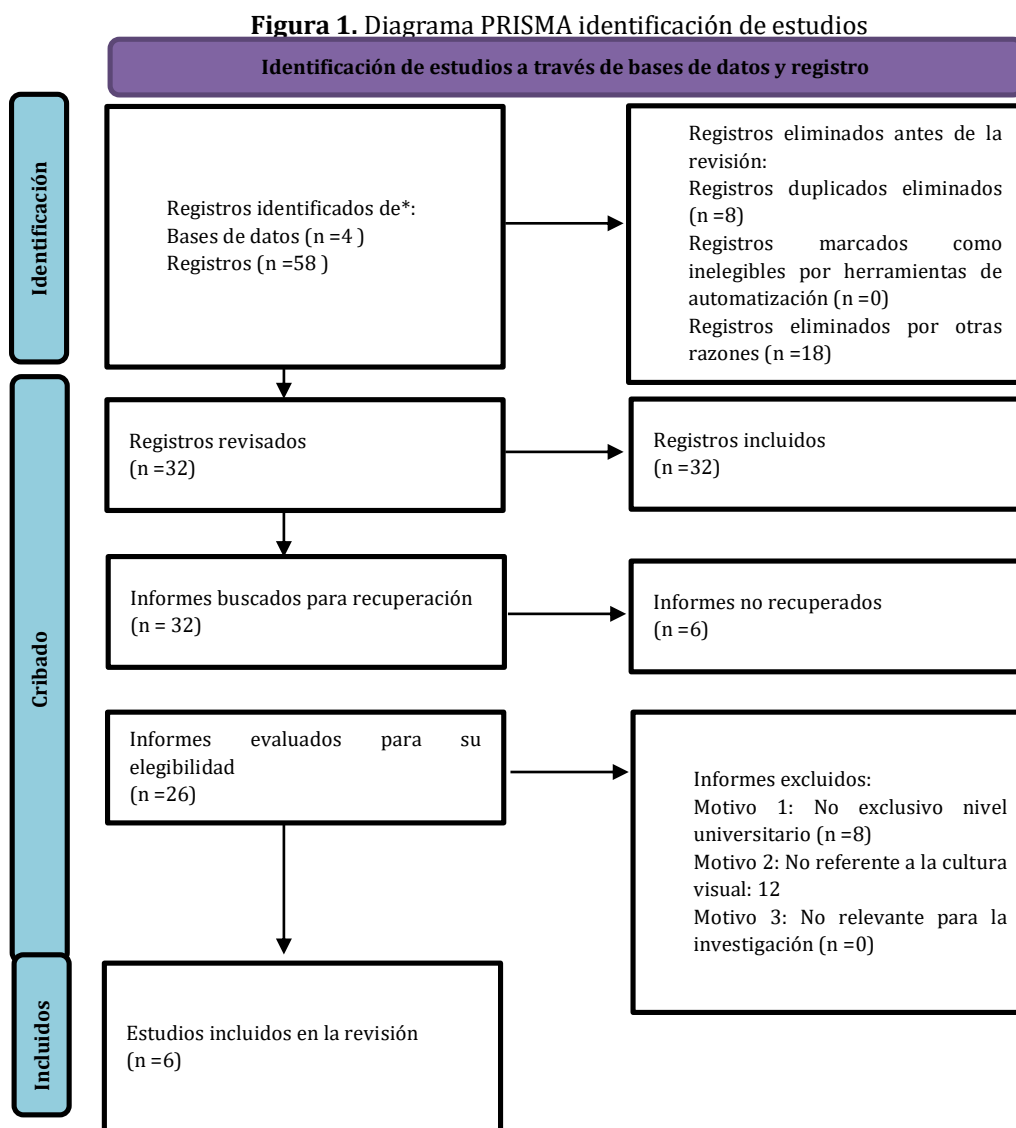 Figura 1. Diagrama PRISMA identificación de estudios
Identificación de estudios a través de bases de datos y registro
Identificación
Registros identificados de*:
Bases de datos (n =4 )
Registros (n =58 )
Registros eliminados antes de la
revisión:
Registros duplicados eliminados
(n =8)
Registros marcados como
inelegibles por herramientas de
automatización (n =0)
Registros eliminados por otras
razones (n =18)
Cribado
Registros revisados
(n =32)
Registros incluidos
(n =32)
Informes buscados para recuperación
(n = 32)
Informes no recuperados
(n =6)
Informes evaluados para su
elegibilidad
(n =26)
Informes excluidos:
Motivo 1: No exclusivo nivel
universitario (n =8)
Motivo 2: No referente a la cultura
visual: 12
Motivo 3: No relevante para la
investigación (n =0)
Incluidos
Estudios incluidos en la revisión
(n =6)